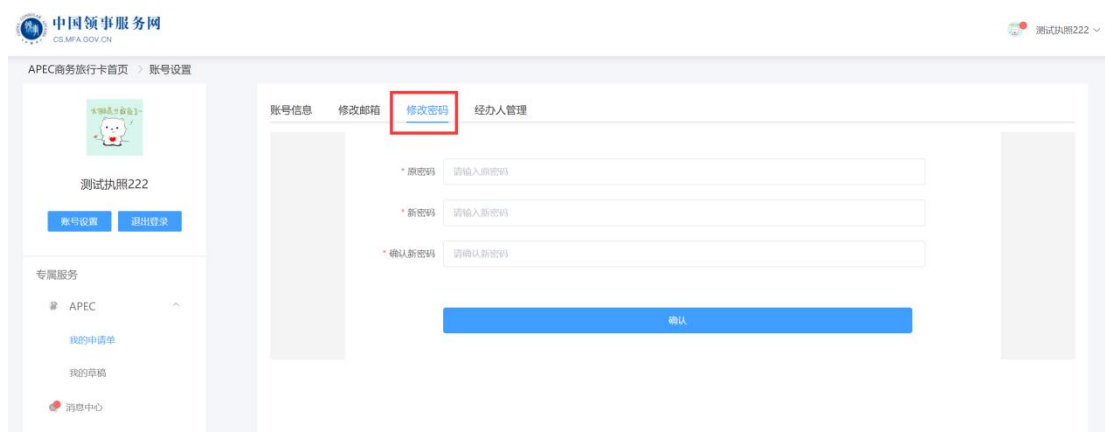 中国领事服务网
CS.MFA.GOV.CN
测试执照222
APEC商务旅行卡首页 > 账号设置
账号信息 修改邮箱 修改密码 经办人管理
* 原密码 请输入原密码
测试执照222
* 新密码 请输入新密码
账号设置 退出登录
* 确认新密码 请确认新密码
专属服务
APEC
确认
我的申请单
我的草稿
消息中心